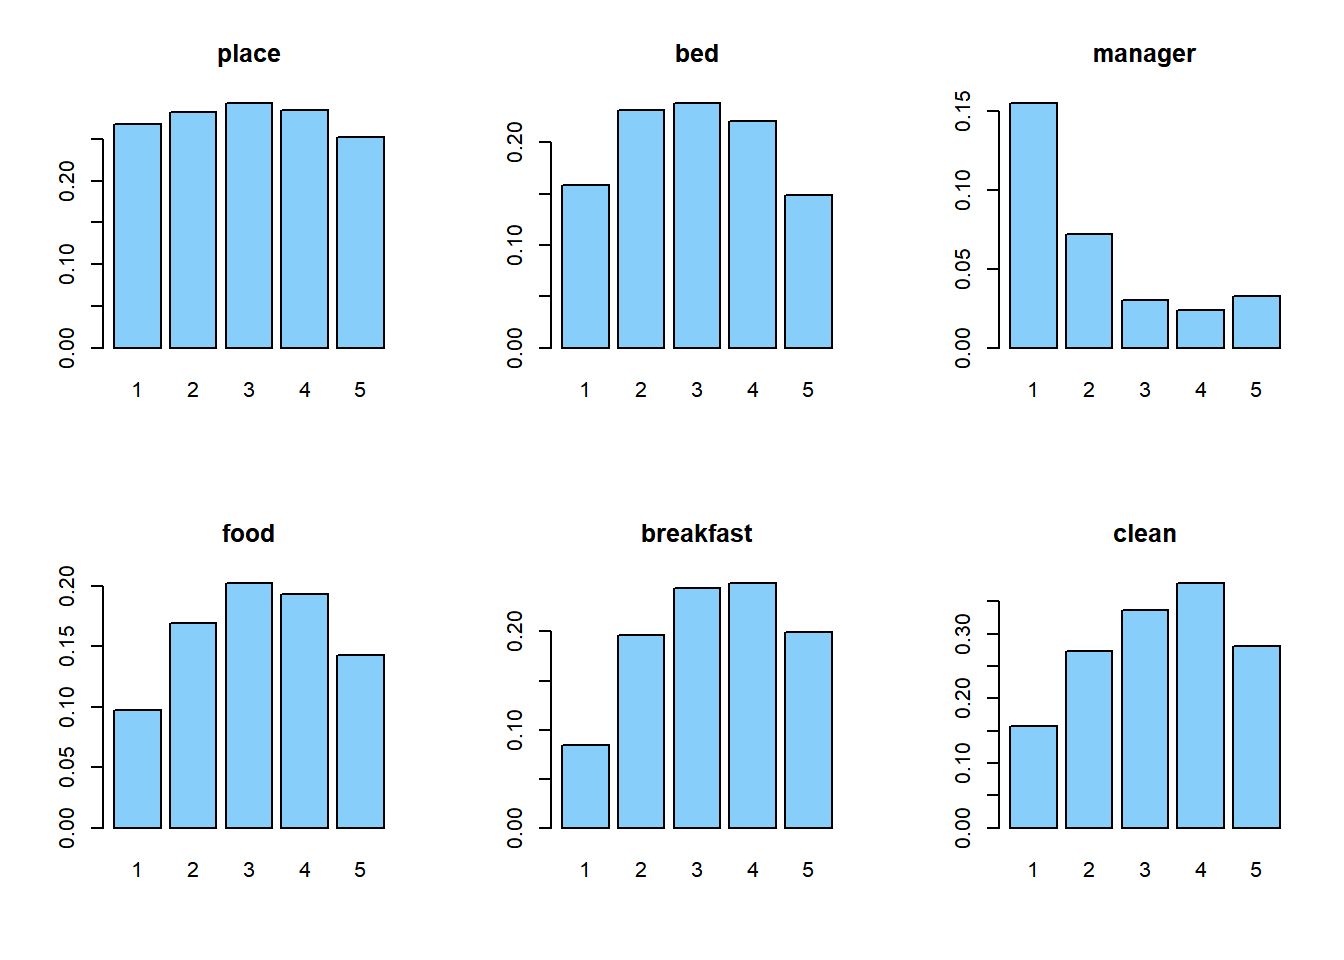 place
0.00 0.10 0.20
1 2 3 4 5
bed
0.00 0.10 0.20
1 2 3 4 5
manager
0.00 0.05 0.10 0.15
1 2 3 4 5
food
0.00 0.05 0.10 0.15 0.20
1 2 3 4 5
breakfast
0.00 0.10 0.20
1 2 3 4 5
clean
0.00 0.10 0.20 0.30
1 2 3 4 5